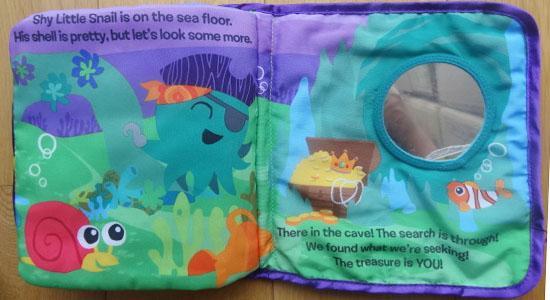 Shy Little Snail is on the sea floor.
His shell is pretty, but let's look some more.
There in the cave! The search is through!
We found what we're seeking!
The treasure is YOU!